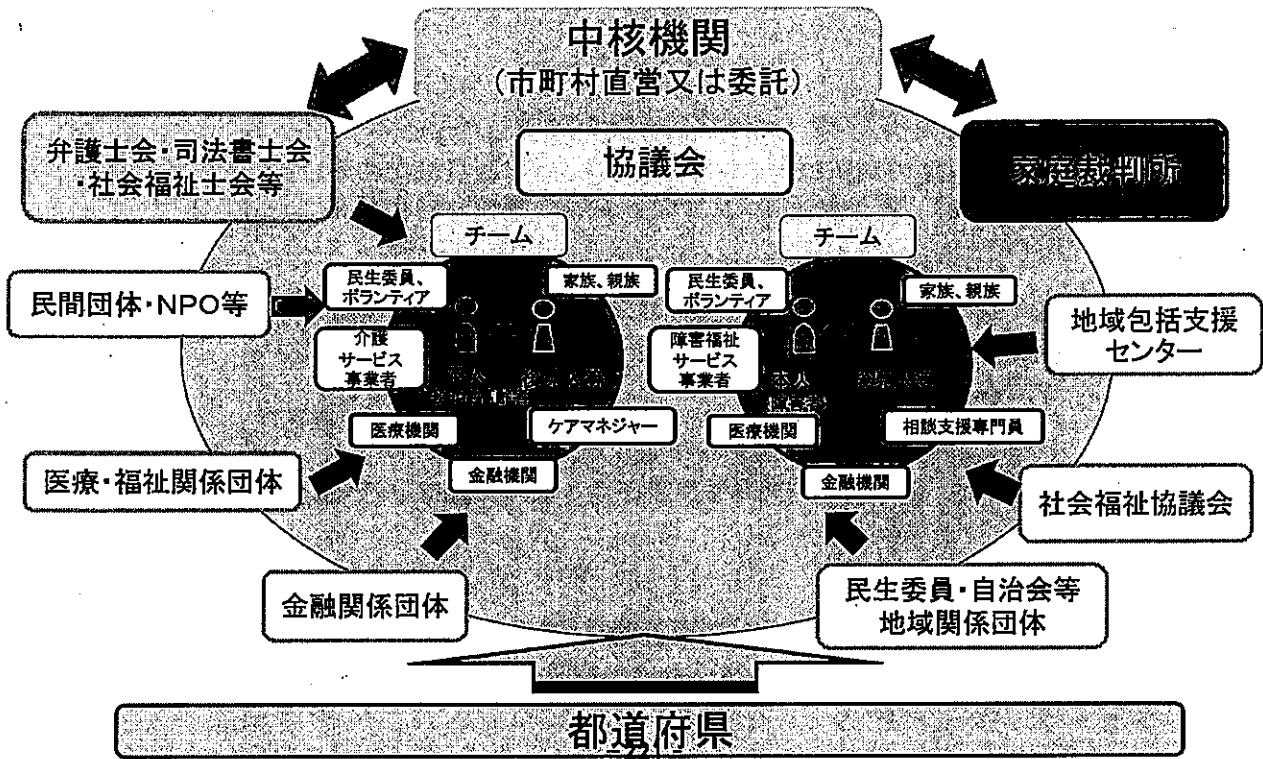 中核機関
(市町村直営又は委託)
弁護士会・司法書士会
・社会福祉士会等
協議会
家庭裁判所
チーム
チーム
民生委員、
ボランティア
家族、親族
民生委員、
ボランティア
家族、親族
民間団体・NPO等
地域包括支援
センター
介護
サービス
事業者
障害福祉
サービス
事業者
本人
医療機関
ケアマネジャー
医療機関
相談支援専門員
金融機関
金融機関
医療・福祉関係団体
社会福祉協議会
金融関係団体
民生委員・自治会等
地域関係団体
都道府県